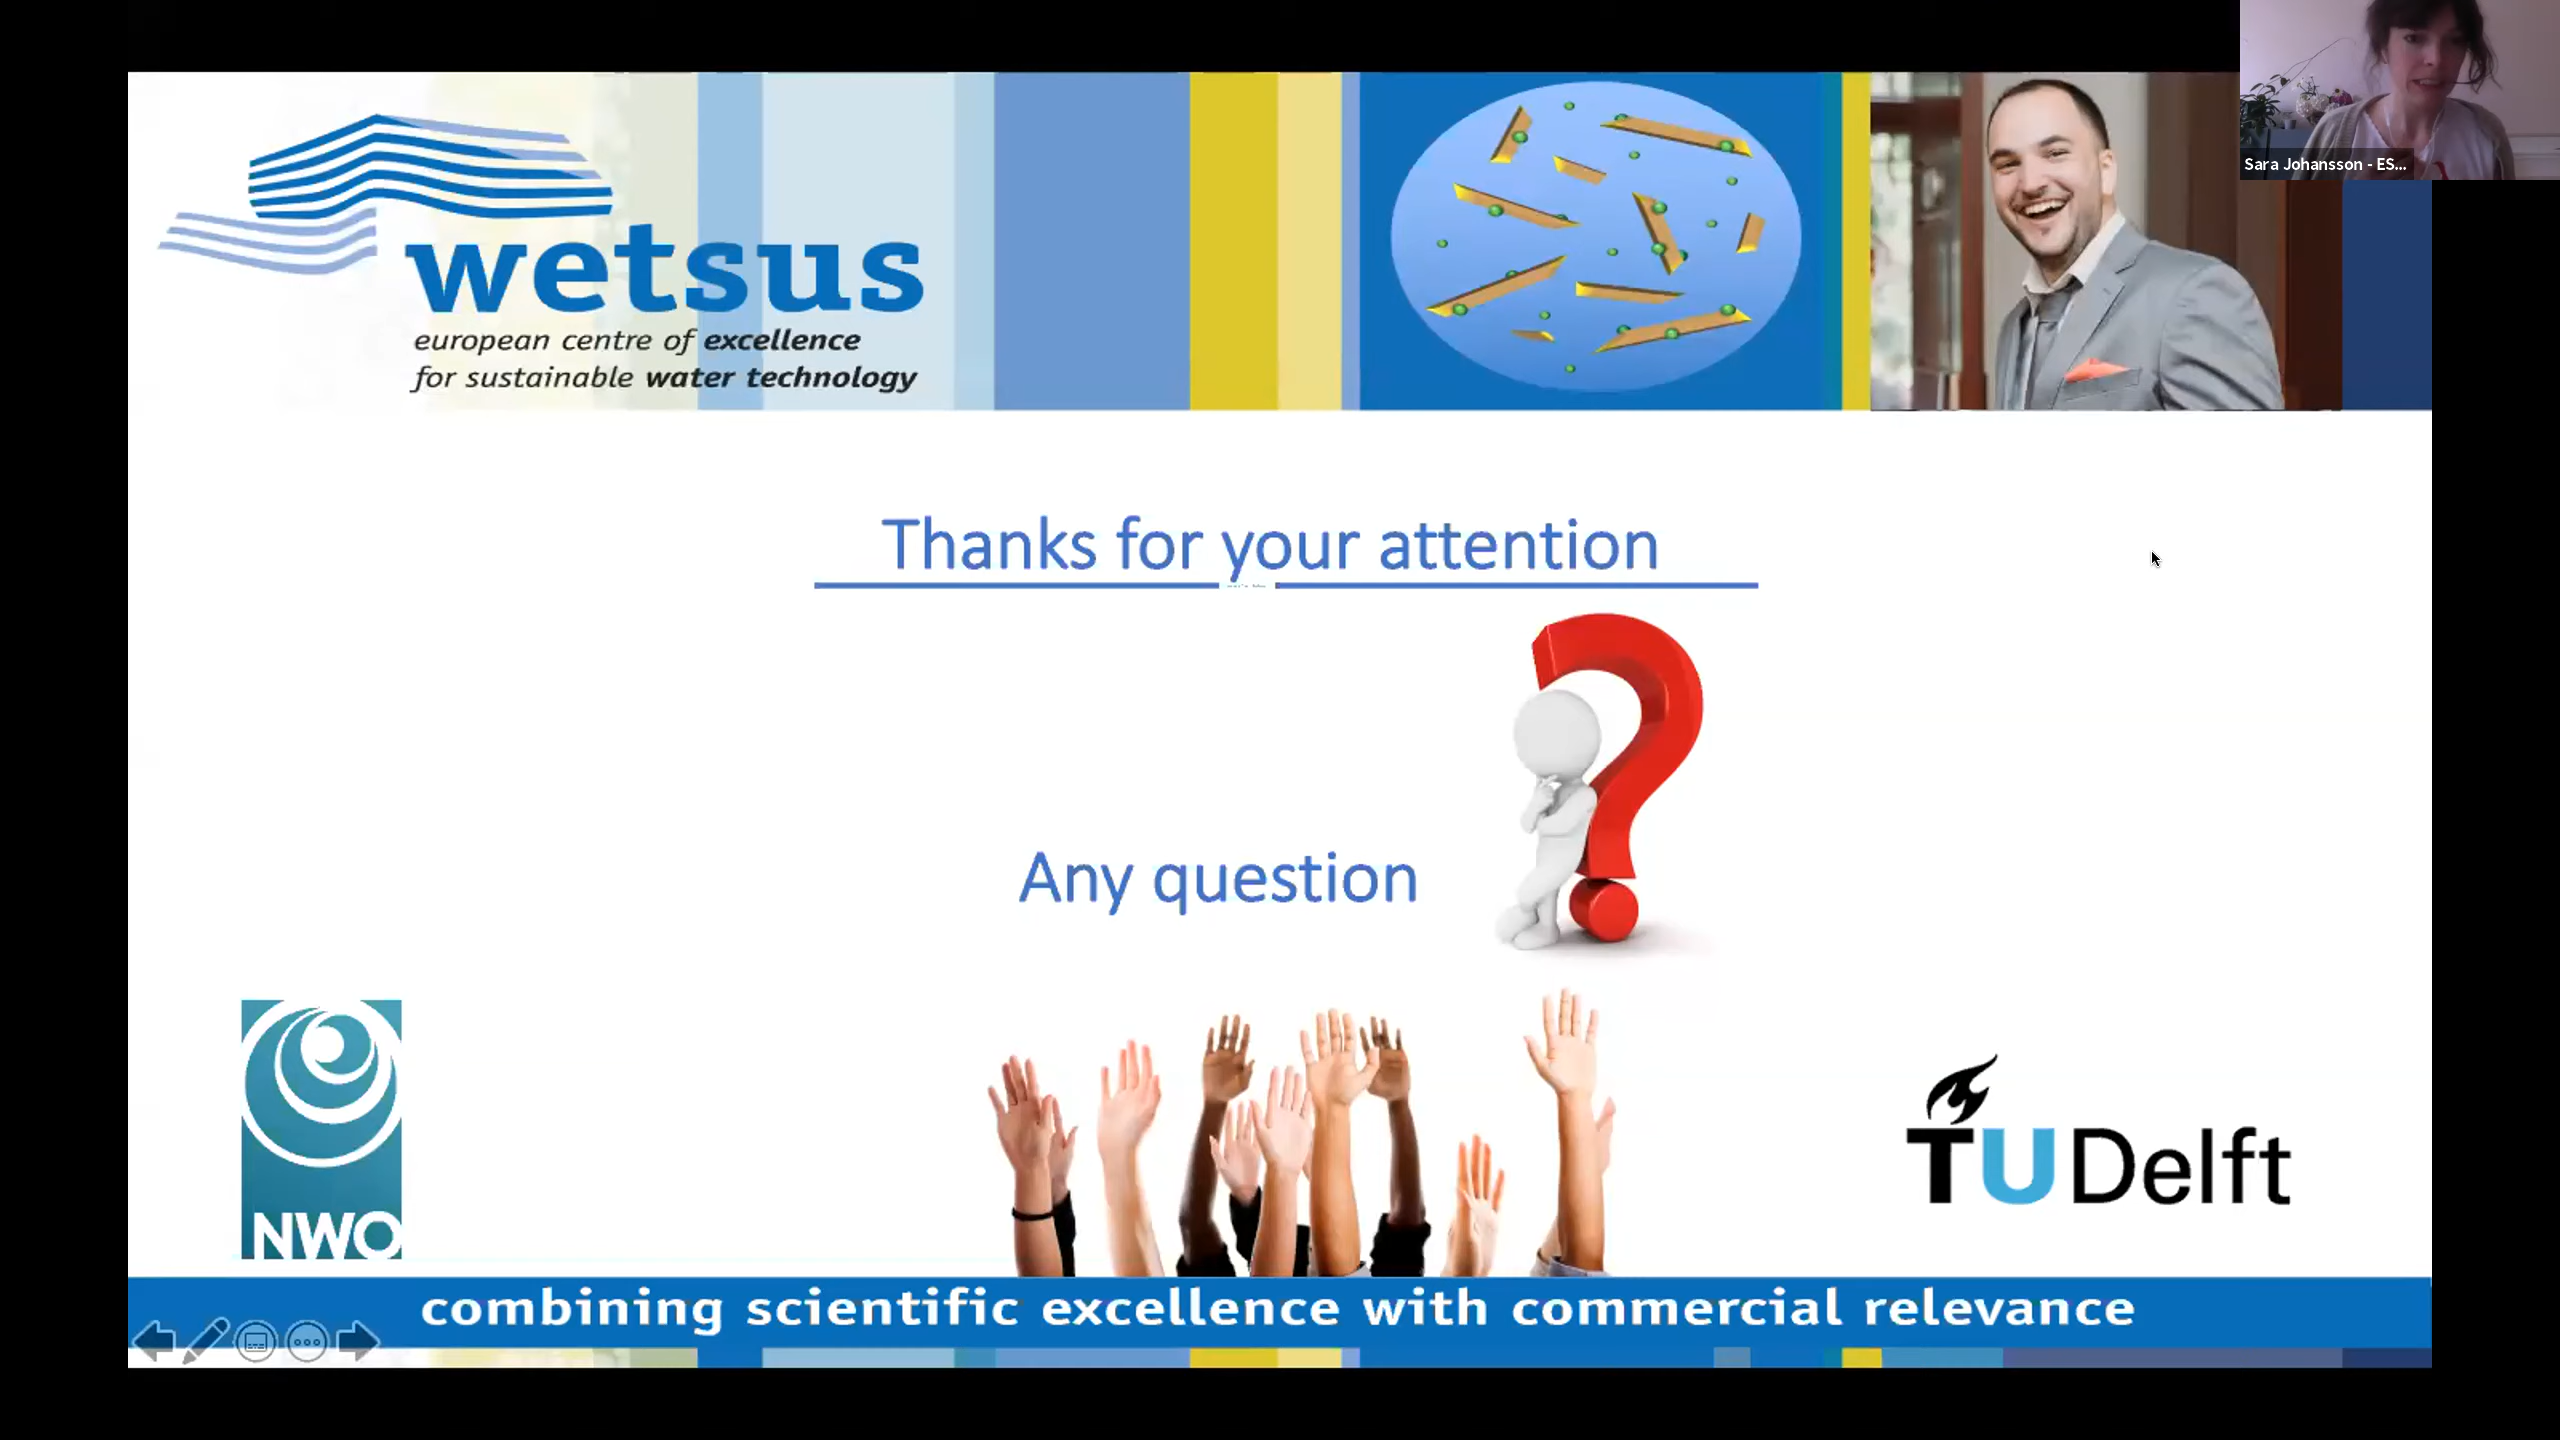 Sara Johansson - ES...
wetsus
european centre of excellence
for sustainable water technology
Thanks for your attention
Any question
NWO
TU Delft
combining scientific excellence with commercial relevance